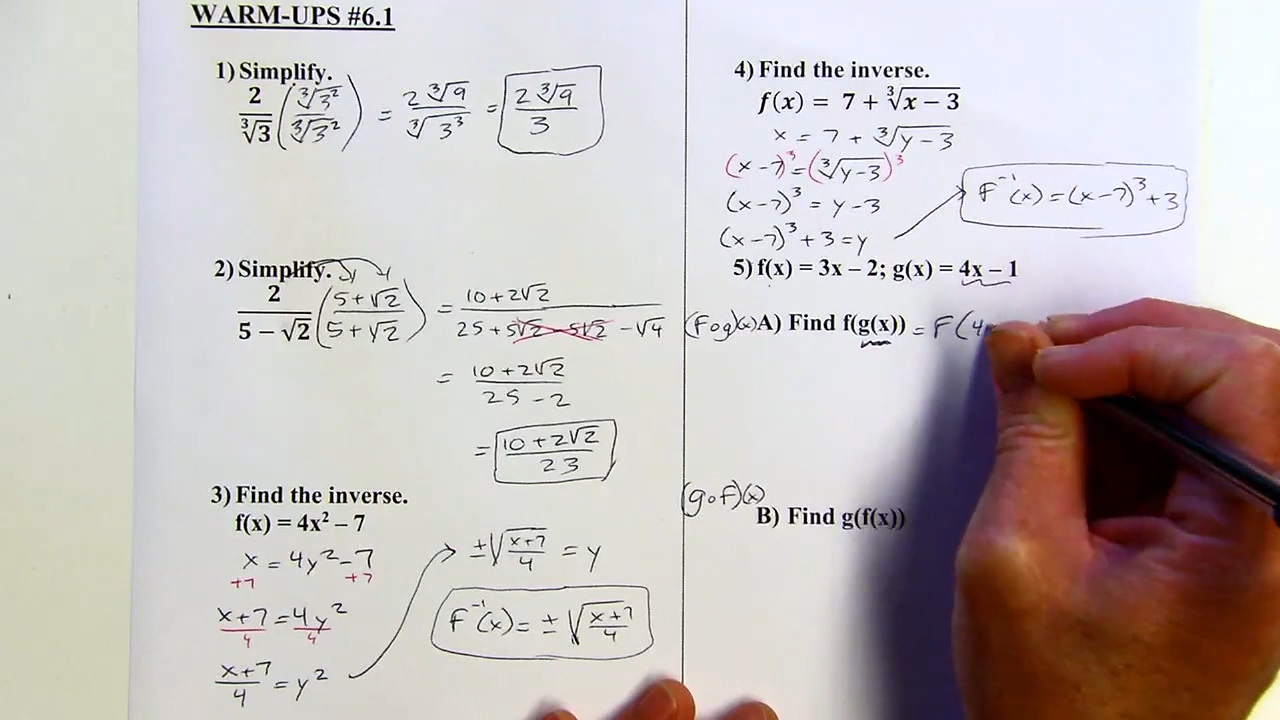 WARM-UPS #6.1
1) Simplify.
2/∛3 (∛3²/∛3²) = 2∛9/∛3³ = 2∛9/3
2) Simplify.
2/(5 − √2) ((5+√2)/(5+√2)) = (10+2√2)/(25+5√2 −5√2 −√4)
= (10+2√2)/(25−2)
= (10+2√2)/23
3) Find the inverse.
f(x) = 4x² – 7
x = 4y² − 7
+7 +7
x+7 = 4y²
4 4
(x+7)/4 = y²
±√((x+7)/4) = y
F⁻¹(x) = ±√((x+7)/4)
4) Find the inverse.
f(x) = 7 + ∛(x − 3)
x = 7 + ∛(y−3)
(x−7)³ = (∛(y−3))³
(x−7)³ = y−3
(x−7)³ + 3 = y
F⁻¹(x) = (x−7)³ + 3
5) f(x) = 3x – 2; g(x) = 4x – 1
(F∘g)(x) A) Find f(g(x)) = F(4
(g∘f)(x)
B) Find g(f(x))